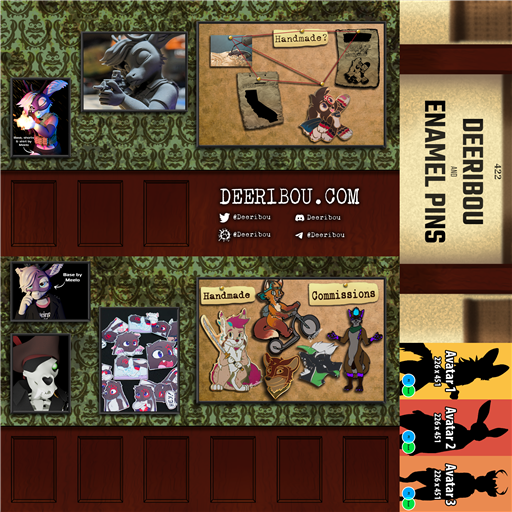 Handmade?
DEERIBOU.COM
#Deeribou
Deeribou
#Deeribou
#Deeribou
Base by
Meelo
Handmade
Commissions
422
DEERIBOU
AND
ENAMEL PINS
Avatar 1
226 x 451
Avatar 2
226 x 451
Avatar 3
226 x 451